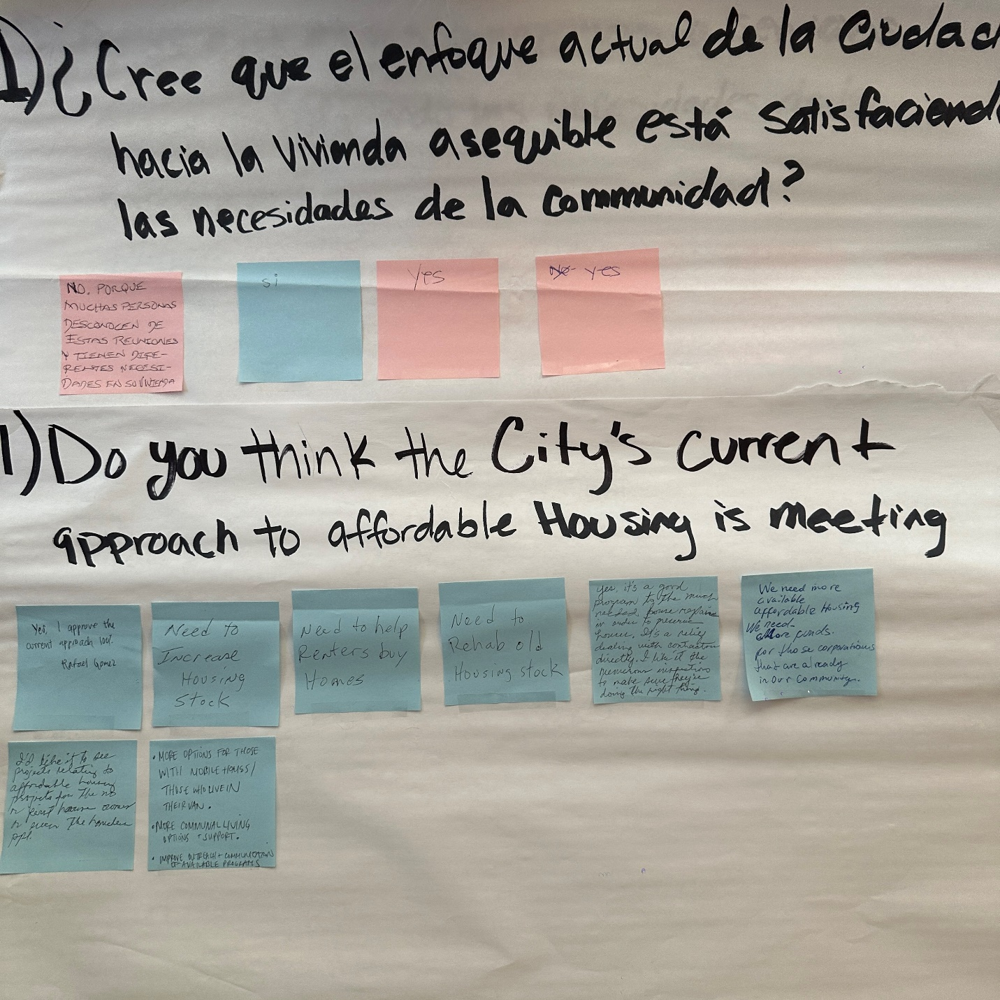 1) ¿Cree que el enfoque actual de la Ciudad
hacia la vivienda asequible está satisfaciend
las necesidades de la communidad?
NO. PORQUE
MUCHAS PERSONAS
DESCONOCEN DE
ESTAS REUNIONES
Y TIENEN DIFE-
RENTES NECESI-
DADES EN SU VIVIENDA
si
Yes
No yes
1) Do you think the City's current
approach to affordable Housing is meeting
Yes, I approve the
current approach 100%.
Rafael Gomez
Need to
Increase
Housing
Stock
Need to help
Renters buy
Homes
Need to
Rehab old
Housing stock
yes, it's a good
program to the much
needed house repairs
in order to preserve
houses. It's a relief
dealing with contractors
directly. I like it the
numerous inspections
to make sure they're
doing the right thing.
We need more
available
affordable Housing
We need
More funds.
for those corporations
that are already
in our Community.
I'd like it to see
projects relating to
affordable housing
projects for the
first house owner
or even the homeless
ppl.
• MORE OPTIONS FOR THOSE
WITH MOBILE HOMES/
THOSE WHO LIVE IN
THEIR VAN.
• MORE COMMUNAL LIVING
OPTIONS + SUPPORT.
• IMPROVE OUTREACH + COMMUNICATION
OF AVAILABLE PROGRAMS